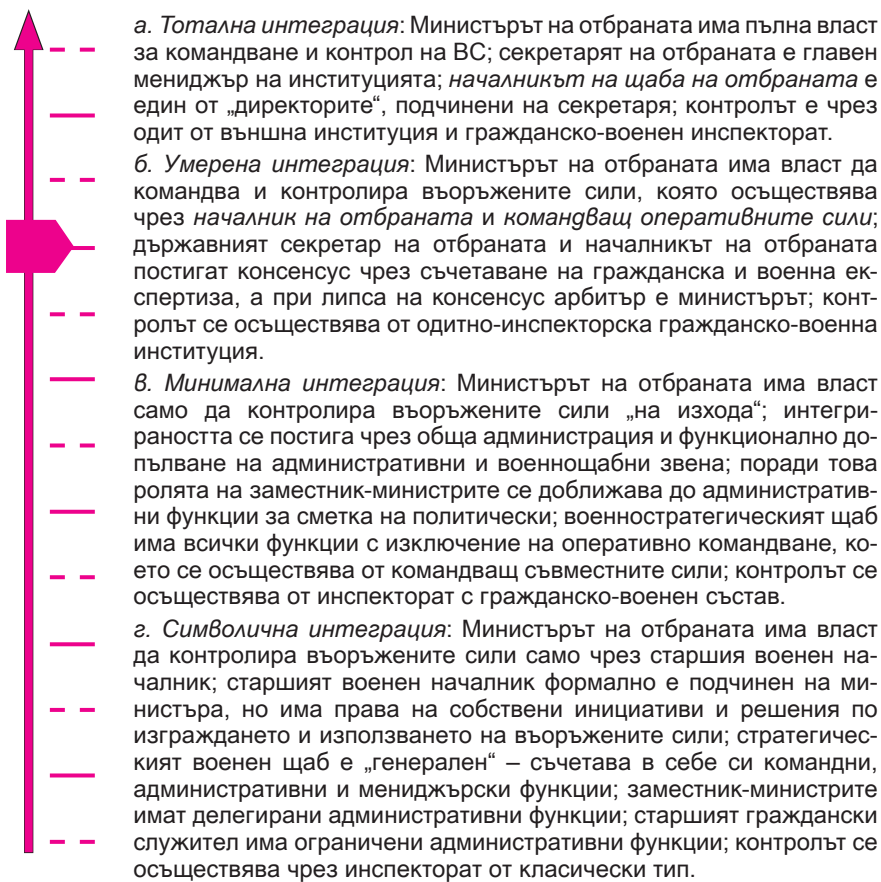 а. Тотална интеграция: Министърът на отбраната има пълна власт
за командване и контрол на ВС; секретарят на отбраната е главен
мениджър на институцията; началникът на щаба на отбраната е
един от „директорите“, подчинени на секретаря; контролът е чрез
одит от външна институция и гражданско-военен инспекторат.
б. Умерена интеграция: Министърът на отбраната има власт да
командва и контролира въоръжените сили, която осъществява
чрез началник на отбраната и командващ оперативните сили;
държавният секретар на отбраната и началникът на отбраната
постигат консенсус чрез съчетаване на гражданска и военна ек-
спертиза, а при липса на консенсус арбитър е министърът; конт-
ролът се осъществява от одитно-инспекторска гражданско-военна
институция.
в. Минимална интеграция: Министърът на отбраната има власт
само да контролира въоръжените сили „на изхода“; интегри-
раността се постига чрез обща администрация и функционално до-
пълване на административни и военнощабни звена; поради това
ролята на заместник-министрите се доближава до административ-
ни функции за сметка на политически; военностратегическият щаб
има всички функции с изключение на оперативно командване, ко-
ето се осъществява от командващ съвместните сили; контролът се
осъществява от инспекторат с гражданско-военен състав.
г. Символична интеграция: Министърът на отбраната има власт
да контролира въоръжените сили само чрез старшия военен на-
чалник; старшият военен началник формално е подчинен на ми-
нистъра, но има права на собствени инициативи и решения по
изграждането и използването на въоръжените сили; стратегичес-
кият военен щаб е „генерален“ – съчетава в себе си командни,
административни и мениджърски функции; заместник-министрите
имат делегирани административни функции; старшият граждански
служител има ограничени административни функции; контролът се
осъществява чрез инспекторат от класически тип.